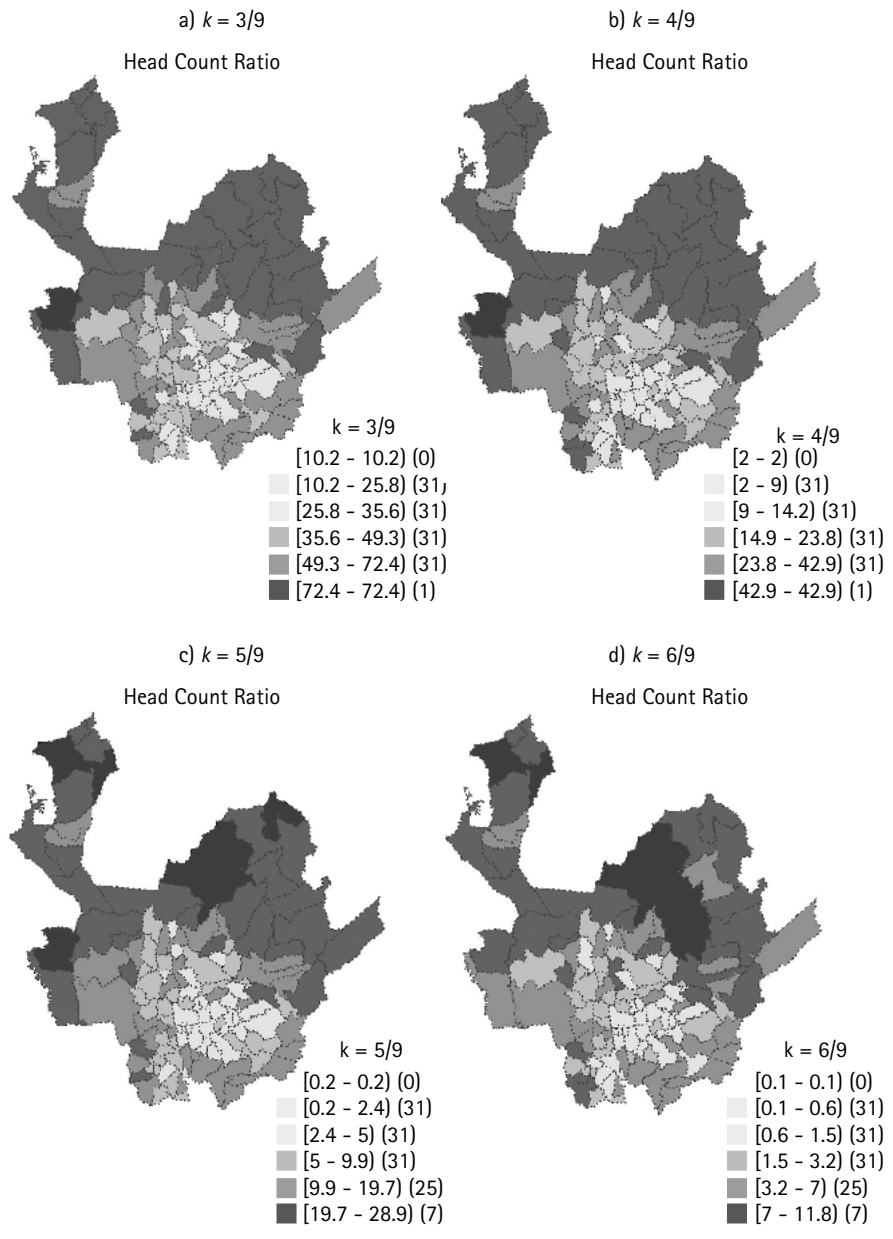 a) k = 3/9
Head Count Ratio
k = 3/9
[10.2 - 10.2) (0)
[10.2 - 25.8) (31)
[25.8 - 35.6) (31)
[35.6 - 49.3) (31)
[49.3 - 72.4) (31)
[72.4 - 72.4) (1)
b) k = 4/9
Head Count Ratio
k = 4/9
[2 - 2) (0)
[2 - 9) (31)
[9 - 14.2) (31)
[14.9 - 23.8) (31)
[23.8 - 42.9) (31)
[42.9 - 42.9) (1)
c) k = 5/9
Head Count Ratio
k = 5/9
[0.2 - 0.2) (0)
[0.2 - 2.4) (31)
[2.4 - 5) (31)
[5 - 9.9) (31)
[9.9 - 19.7) (25)
[19.7 - 28.9) (7)
d) k = 6/9
Head Count Ratio
k = 6/9
[0.1 - 0.1) (0)
[0.1 - 0.6) (31)
[0.6 - 1.5) (31)
[1.5 - 3.2) (31)
[3.2 - 7) (25)
[7 - 11.8) (7)